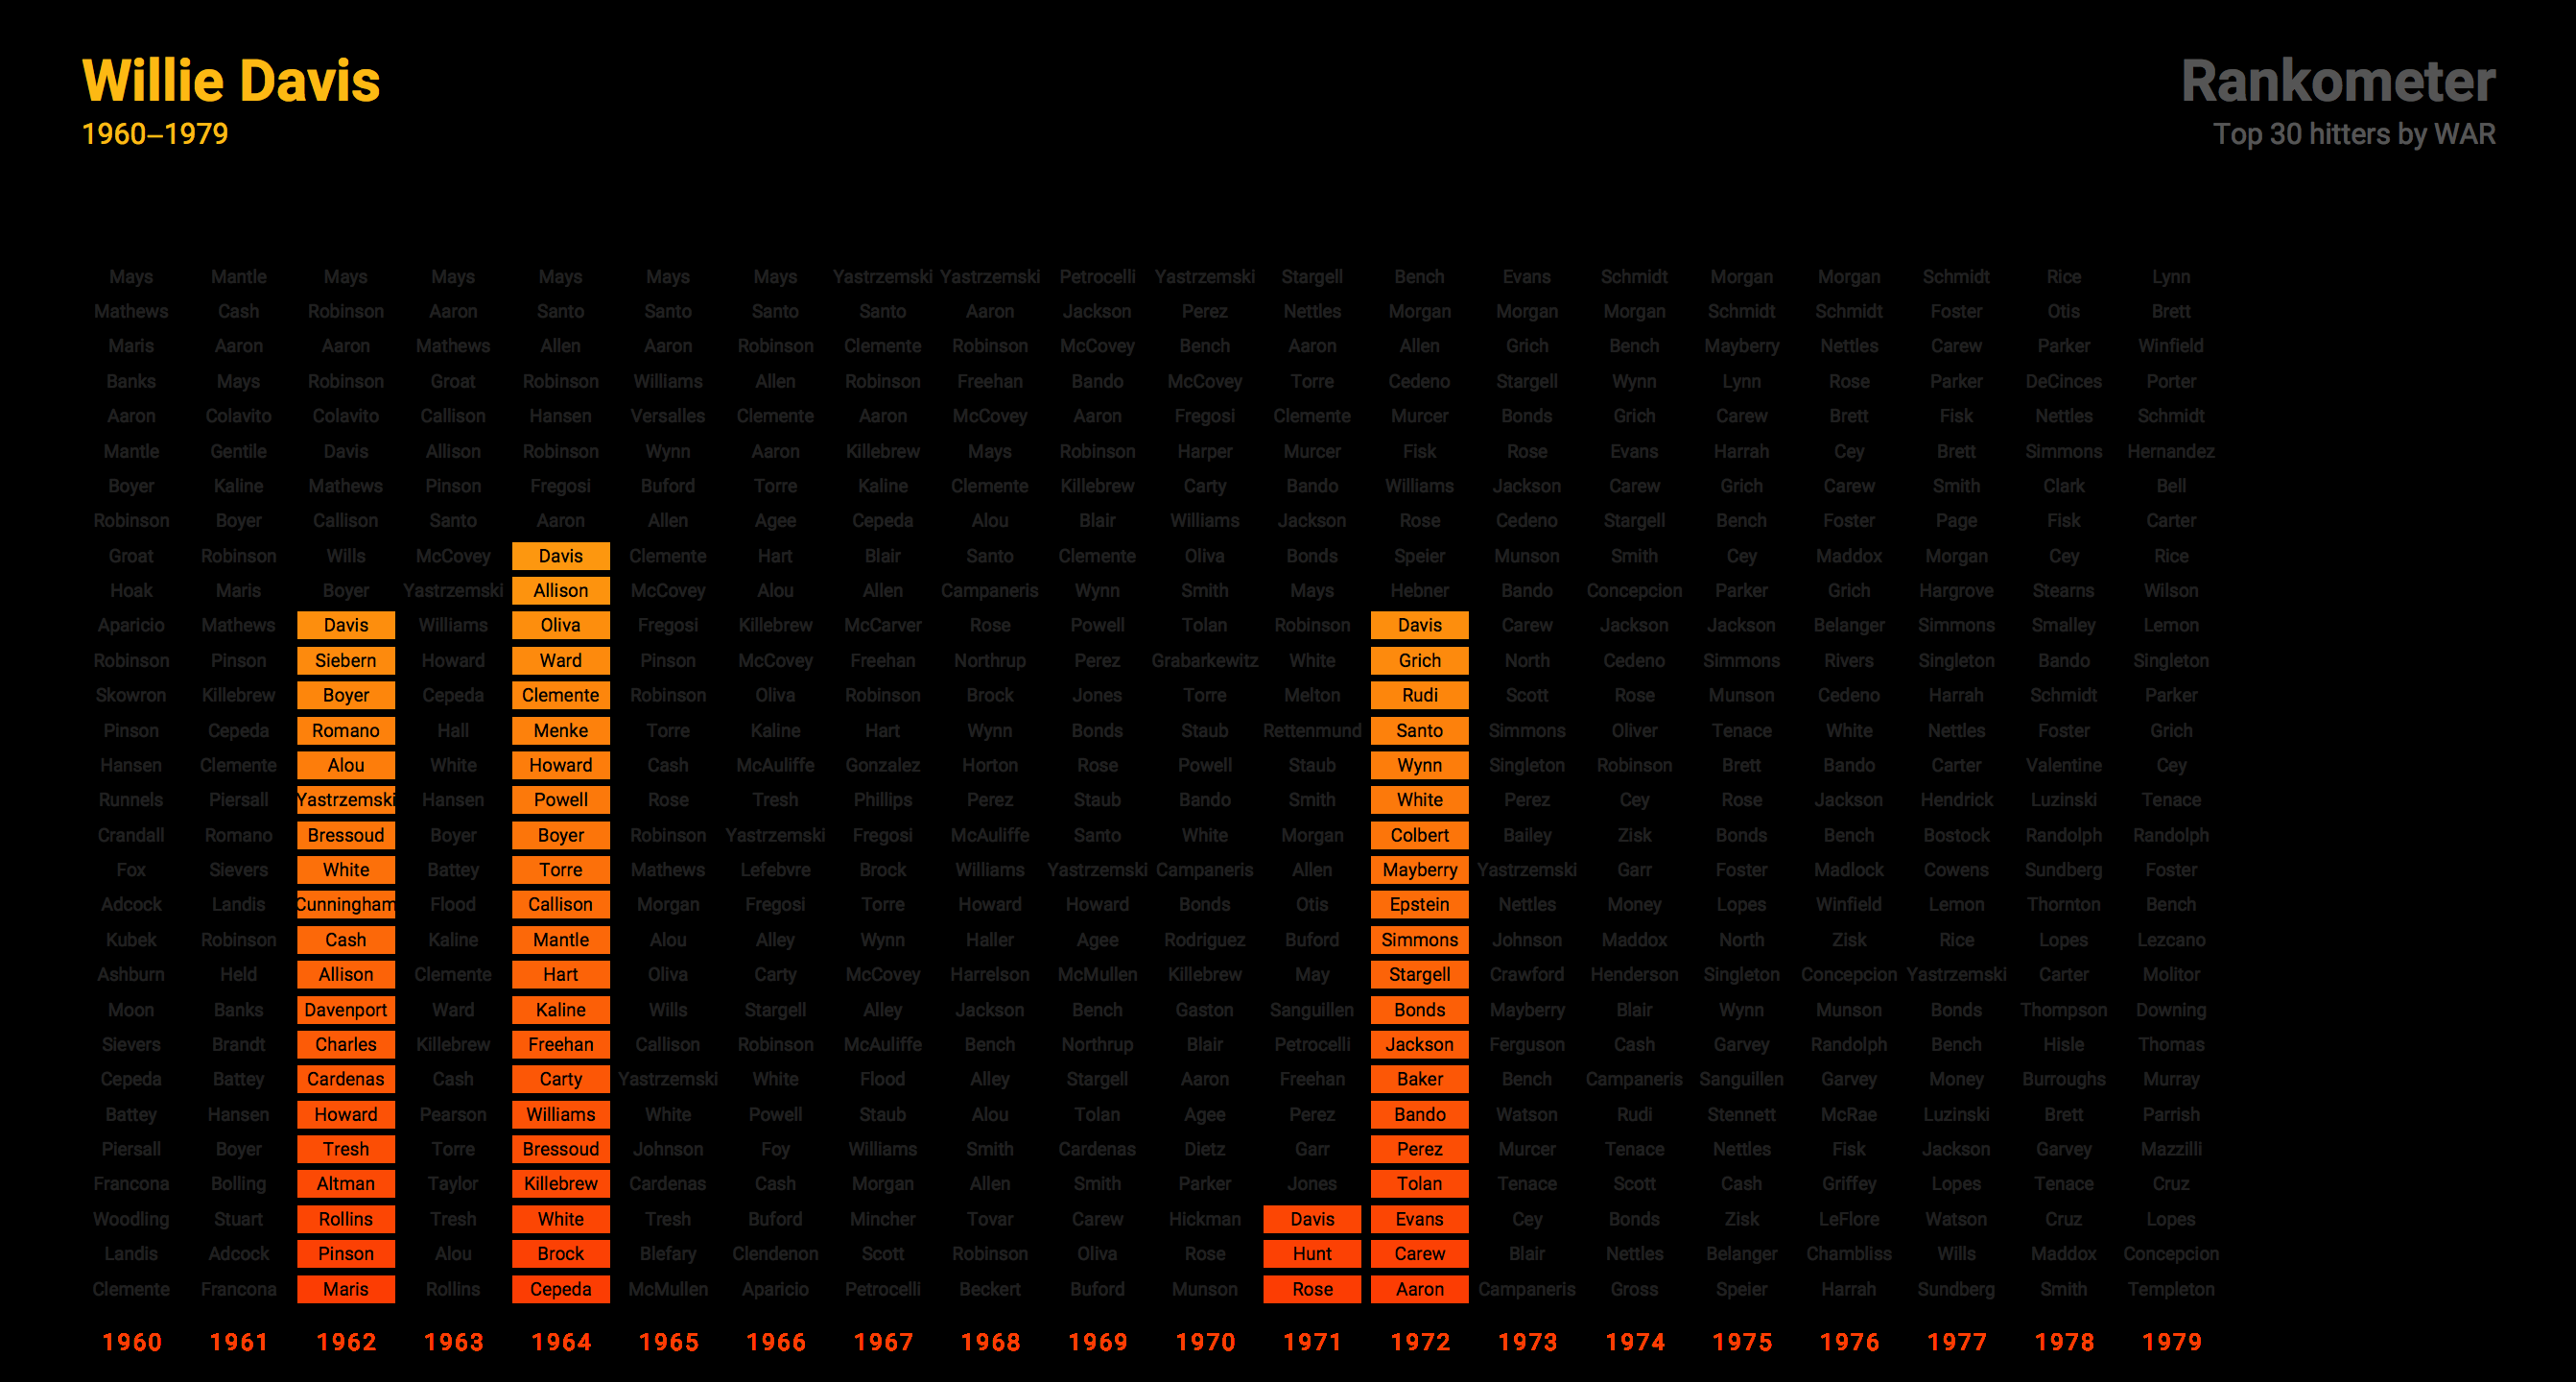 Willie Davis
1960–1979
Rankometer
Top 30 hitters by WAR
Mays Mantle Mays Mays Mays Mays Mays Yastrzemski Yastrzemski Petrocelli Yastrzemski Stargell Bench Evans Schmidt Morgan Morgan Schmidt Rice Lynn
Mathews Cash Robinson Aaron Santo Santo Santo Santo Aaron Jackson Perez Nettles Morgan Morgan Morgan Schmidt Schmidt Foster Otis Brett
Maris Aaron Aaron Mathews Allen Aaron Robinson Clemente Robinson McCovey Bench Aaron Allen Grich Bench Mayberry Nettles Carew Parker Winfield
Banks Mays Robinson Groat Robinson Williams Allen Robinson Freehan Bando McCovey Torre Cedeno Stargell Wynn Lynn Rose Parker DeCinces Porter
Aaron Colavito Colavito Callison Hansen Versalles Clemente Aaron McCovey Aaron Fregosi Clemente Murcer Bonds Grich Carew Brett Fisk Nettles Schmidt
Mantle Gentile Davis Allison Robinson Wynn Aaron Killebrew Mays Robinson Harper Murcer Fisk Rose Evans Harrah Cey Brett Simmons Hernandez
Boyer Kaline Mathews Pinson Fregosi Buford Torre Kaline Clemente Killebrew Carty Bando Williams Jackson Carew Grich Carew Smith Clark Bell
Robinson Boyer Callison Santo Aaron Allen Agee Cepeda Alou Blair Williams Jackson Rose Cedeno Stargell Bench Foster Page Fisk Carter
Groat Robinson Wills McCovey Davis Clemente Hart Blair Santo Clemente Oliva Bonds Speier Munson Smith Cey Maddox Morgan Cey Rice
Hoak Maris Boyer Yastrzemski Allison McCovey Alou Allen Campaneris Wynn Smith Mays Hebner Bando Concepcion Parker Grich Hargrove Stearns Wilson
Aparicio Mathews Davis Williams Oliva Fregosi Killebrew McCarver Rose Powell Tolan Robinson Davis Carew Jackson Jackson Belanger Simmons Smalley Lemon
Robinson Pinson Siebern Howard Ward Pinson McCovey Freehan Northrup Perez Grabarkewitz White Grich North Cedeno Simmons Rivers Singleton Bando Singleton
Skowron Killebrew Boyer Cepeda Clemente Robinson Oliva Robinson Brock Jones Torre Melton Rudi Scott Rose Munson Cedeno Harrah Schmidt Parker
Pinson Cepeda Romano Hall Menke Torre Kaline Hart Wynn Bonds Staub Rettenmund Santo Simmons Oliver Tenace White Nettles Foster Grich
Hansen Clemente Alou White Howard Cash McAuliffe Gonzalez Horton Rose Powell Staub Wynn Singleton Robinson Brett Bando Carter Valentine Cey
Runnels Piersall Yastrzemski Hansen Powell Rose Tresh Phillips Perez Staub Bando Smith White Perez Cey Rose Jackson Hendrick Luzinski Tenace
Crandall Romano Bressoud Boyer Boyer Robinson Yastrzemski Fregosi McAuliffe Santo White Morgan Colbert Bailey Zisk Bonds Bench Bostock Randolph Randolph
Fox Sievers White Battey Torre Mathews Lefebvre Brock Williams Yastrzemski Campaneris Allen Mayberry Yastrzemski Garr Foster Madlock Cowens Sundberg Foster
Adcock Landis Cunningham Flood Callison Morgan Fregosi Torre Howard Howard Bonds Otis Epstein Nettles Money Lopes Winfield Lemon Thornton Bench
Kubek Robinson Cash Kaline Mantle Alou Alley Wynn Haller Agee Rodriguez Buford Simmons Johnson Maddox North Zisk Rice Lopes Lezcano
Ashburn Held Allison Clemente Hart Oliva Carty McCovey Harrelson McMullen Killebrew May Stargell Crawford Henderson Singleton Concepcion Yastrzemski Carter Molitor
Moon Banks Davenport Ward Kaline Wills Stargell Alley Jackson Bench Gaston Sanguillen Bonds Mayberry Blair Wynn Munson Bonds Thompson Downing
Sievers Brandt Charles Killebrew Freehan Callison Robinson McAuliffe Bench Northrup Blair Petrocelli Jackson Ferguson Cash Garvey Randolph Bench Hisle Thomas
Cepeda Battey Cardenas Cash Carty Yastrzemski White Flood Alley Stargell Aaron Freehan Baker Bench Campaneris Sanguillen Garvey Money Burroughs Murray
Battey Hansen Howard Pearson Williams White Powell Staub Alou Tolan Agee Perez Bando Watson Rudi Stennett McRae Luzinski Brett Parrish
Piersall Boyer Tresh Torre Bressoud Johnson Foy Williams Smith Cardenas Dietz Garr Perez Murcer Tenace Nettles Fisk Jackson Garvey Mazzilli
Francona Bolling Altman Taylor Killebrew Cardenas Cash Morgan Allen Smith Parker Jones Tolan Tenace Scott Cash Griffey Lopes Tenace Cruz
Woodling Stuart Rollins Tresh White Tresh Buford Mincher Tovar Carew Hickman Davis Evans Cey Bonds Zisk LeFlore Watson Cruz Lopes
Landis Adcock Pinson Alou Brock Blefary Clendenon Scott Robinson Oliva Rose Hunt Carew Blair Nettles Belanger Chambliss Wills Maddox Concepcion
Clemente Francona Maris Rollins Cepeda McMullen Aparicio Petrocelli Beckert Buford Munson Rose Aaron Campaneris Gross Speier Harrah Sundberg Smith Templeton
1960 1961 1962 1963 1964 1965 1966 1967 1968 1969 1970 1971 1972 1973 1974 1975 1976 1977 1978 1979